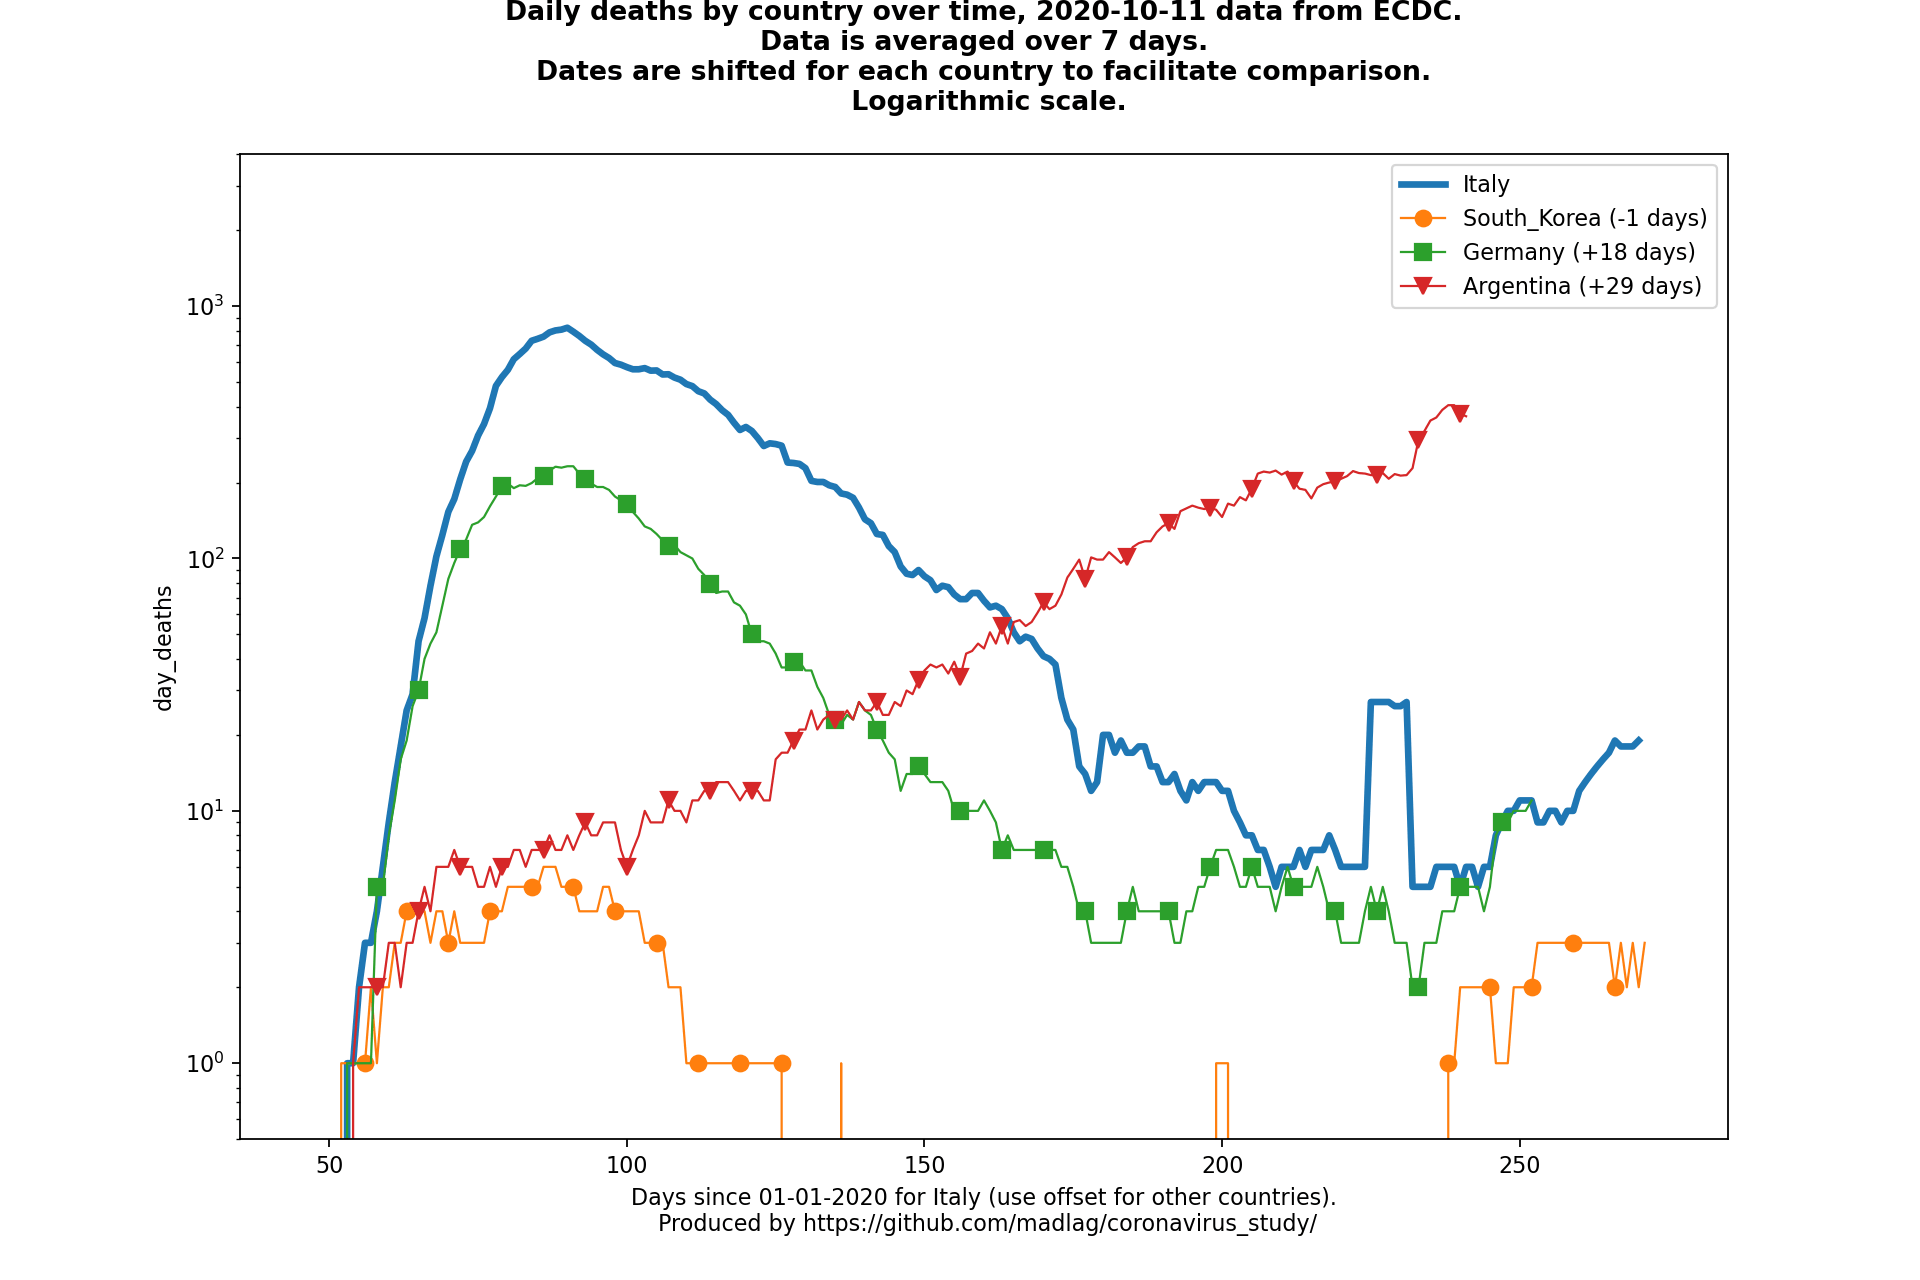 Daily deaths by country over time, 2020-10-11 data from ECDC.
Data is averaged over 7 days.
Dates are shifted for each country to facilitate comparison.
Logarithmic scale.
Italy
South_Korea (-1 days)
Germany (+18 days)
Argentina (+29 days)
day_deaths
10³
10²
10¹
10⁰
50 100 150 200 250
Days since 01-01-2020 for Italy (use offset for other countries).
Produced by https://github.com/madlag/coronavirus_study/